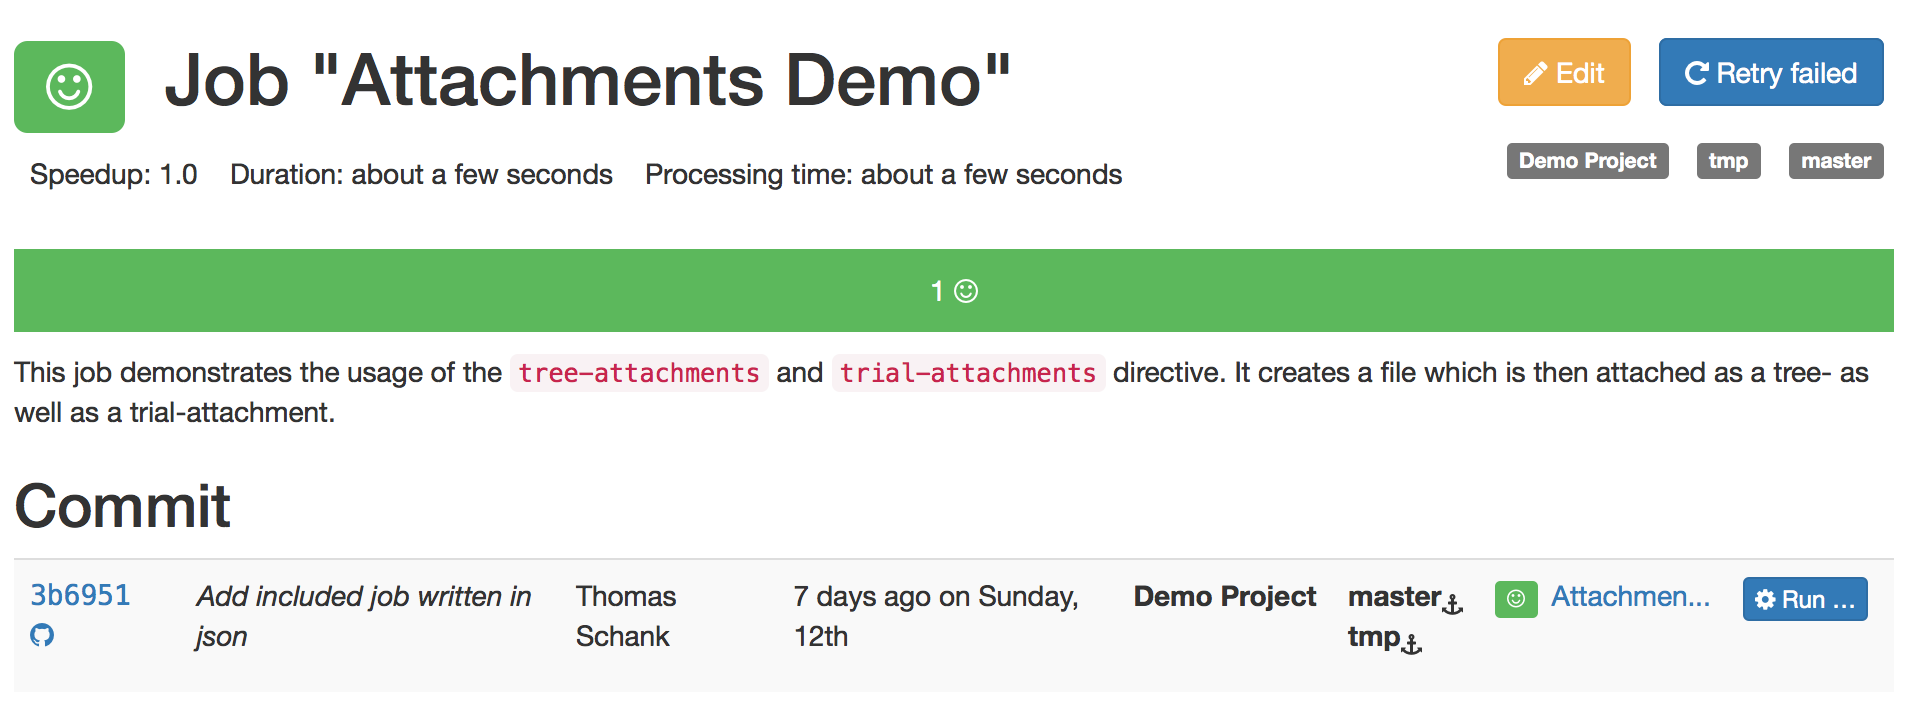 Job "Attachments Demo"
Edit
Retry failed
Speedup: 1.0 Duration: about a few seconds Processing time: about a few seconds
Demo Project tmp master
1
This job demonstrates the usage of the tree-attachments and trial-attachments directive. It creates a file which is then attached as a tree- as
well as a trial-attachment.
Commit
3b6951 Add included job written in Thomas 7 days ago on Sunday, Demo Project master Attachmen... Run ...
json Schank 12th tmp